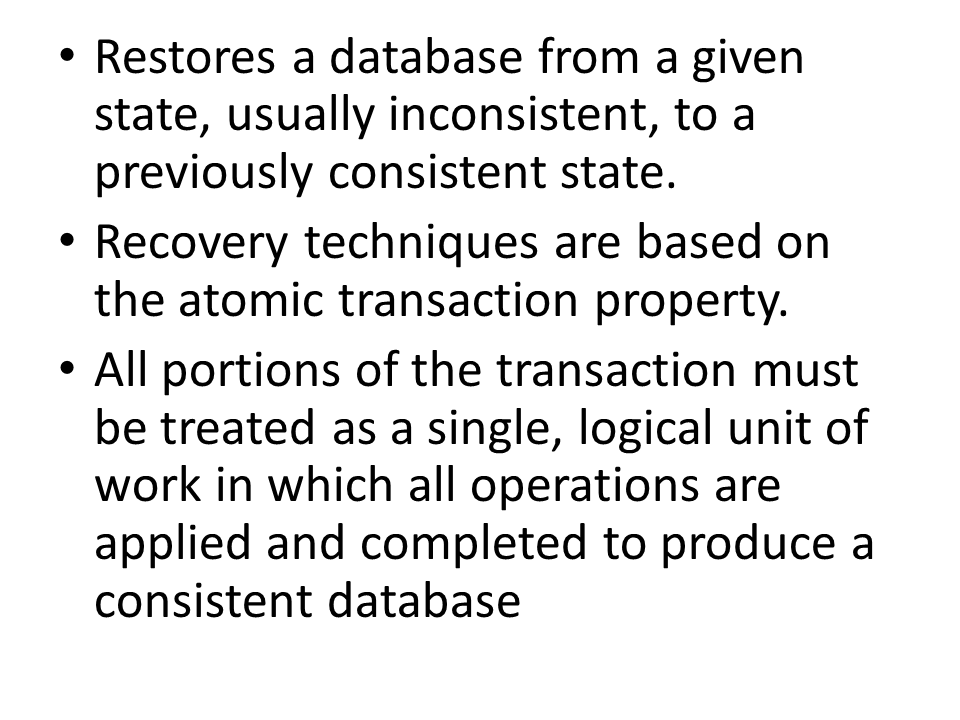 • Restores a database from a given
state, usually inconsistent, to a
previously consistent state.
• Recovery techniques are based on
the atomic transaction property.
• All portions of the transaction must
be treated as a single, logical unit of
work in which all operations are
applied and completed to produce a
consistent database